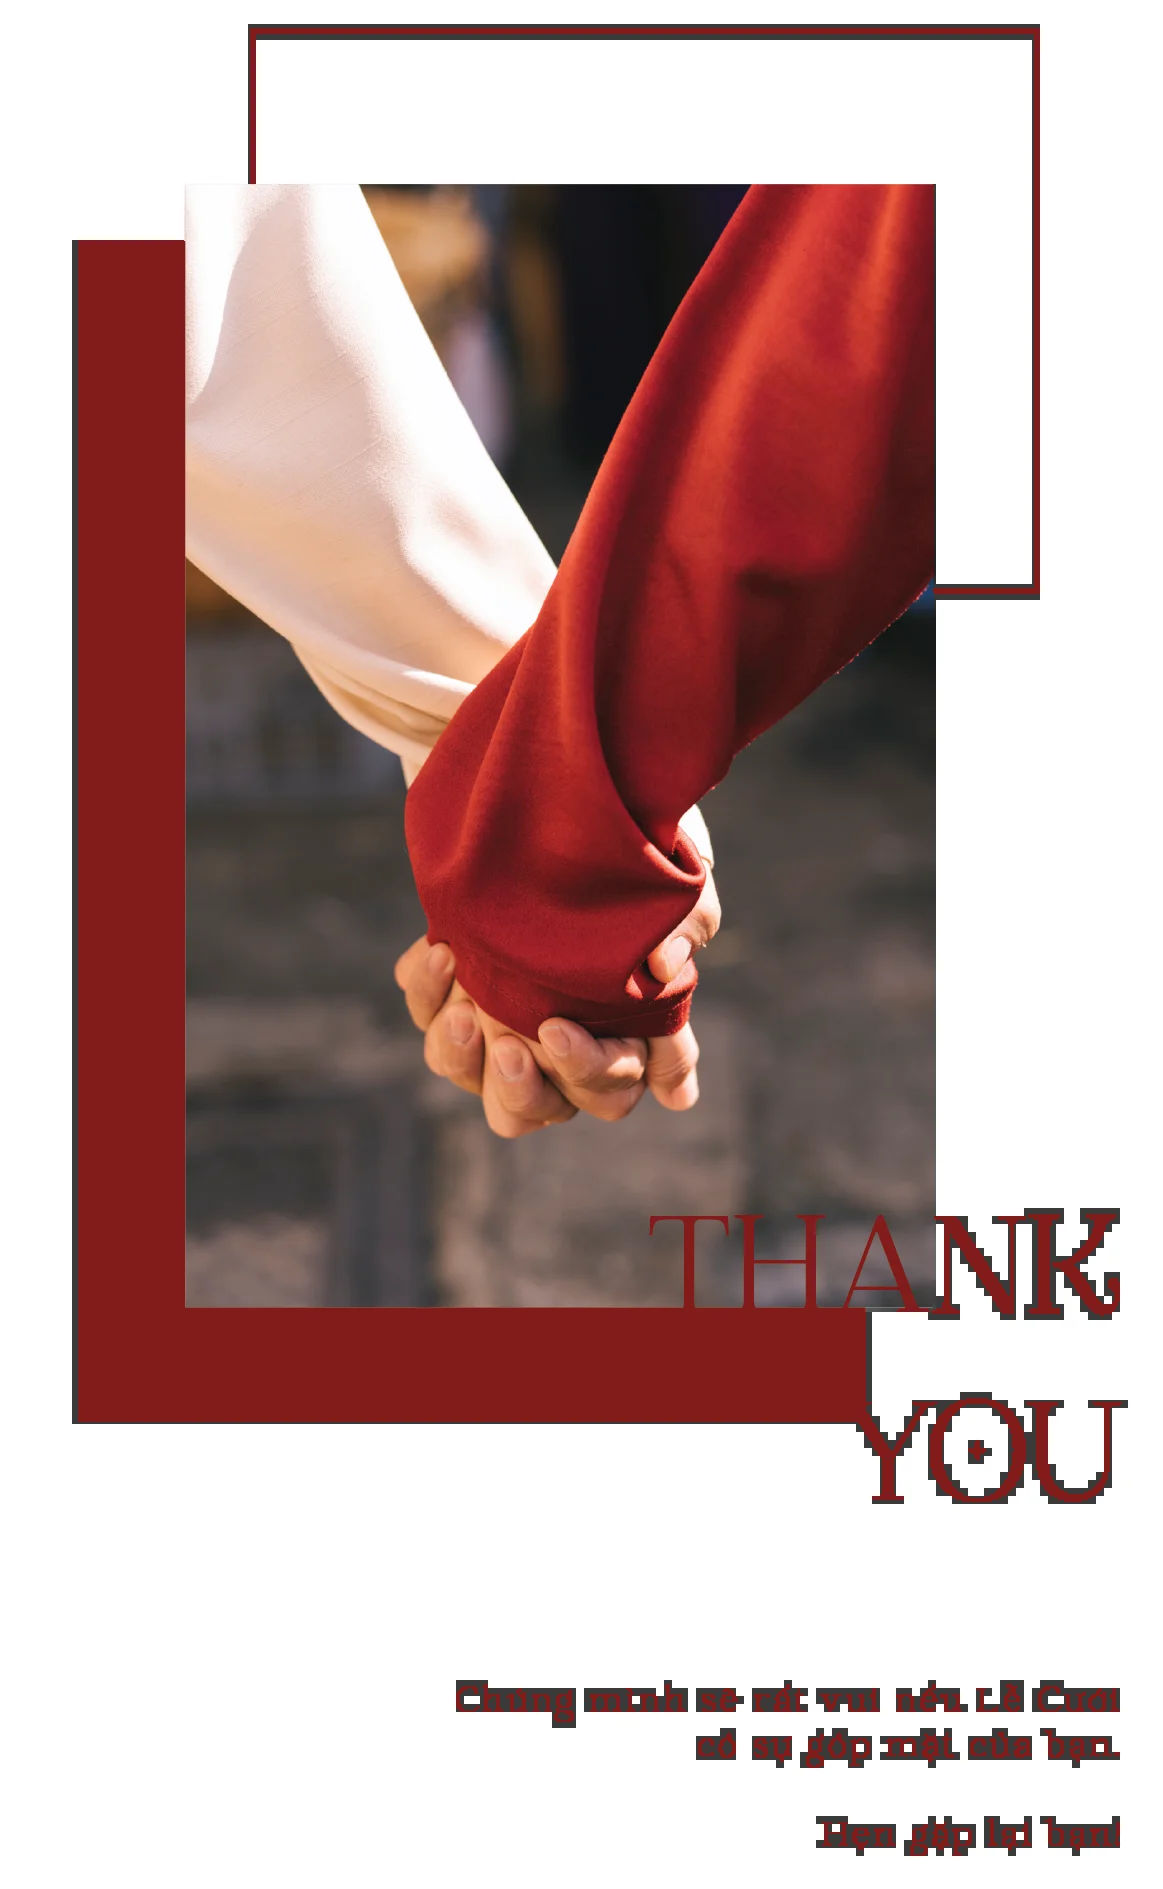 THANK
YOU
Chúng mình sẽ rất vui nếu Lễ Cưới
có sự góp mặt của bạn.
Hẹn gặp lại bạn!